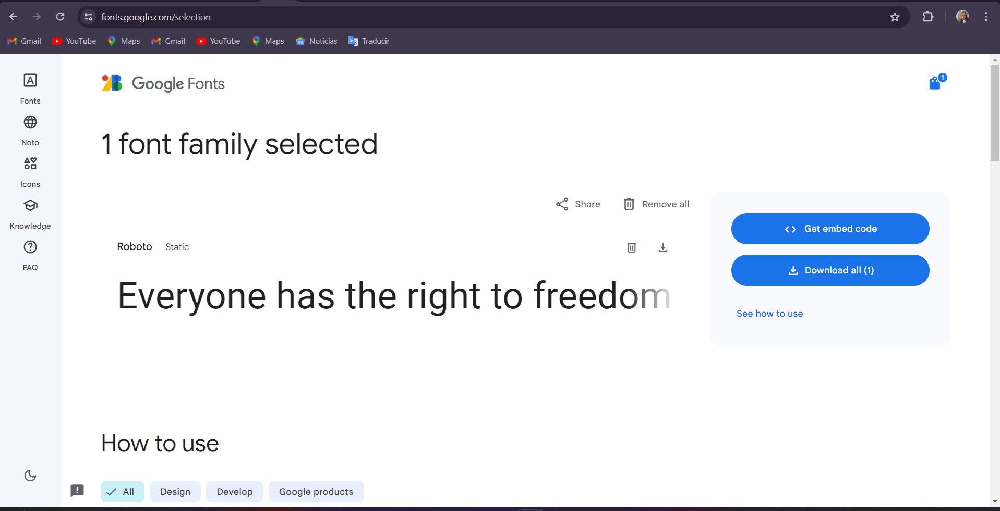 fonts.google.com/selection
Gmail YouTube Maps Gmail YouTube Maps Noticias Traducir
Fonts
Noto
Icons
Knowledge
FAQ
Google Fonts
1
1 font family selected
Share Remove all
Roboto Static
Everyone has the right to freedom
Get embed code
Download all (1)
See how to use
How to use
All Design Develop Google products